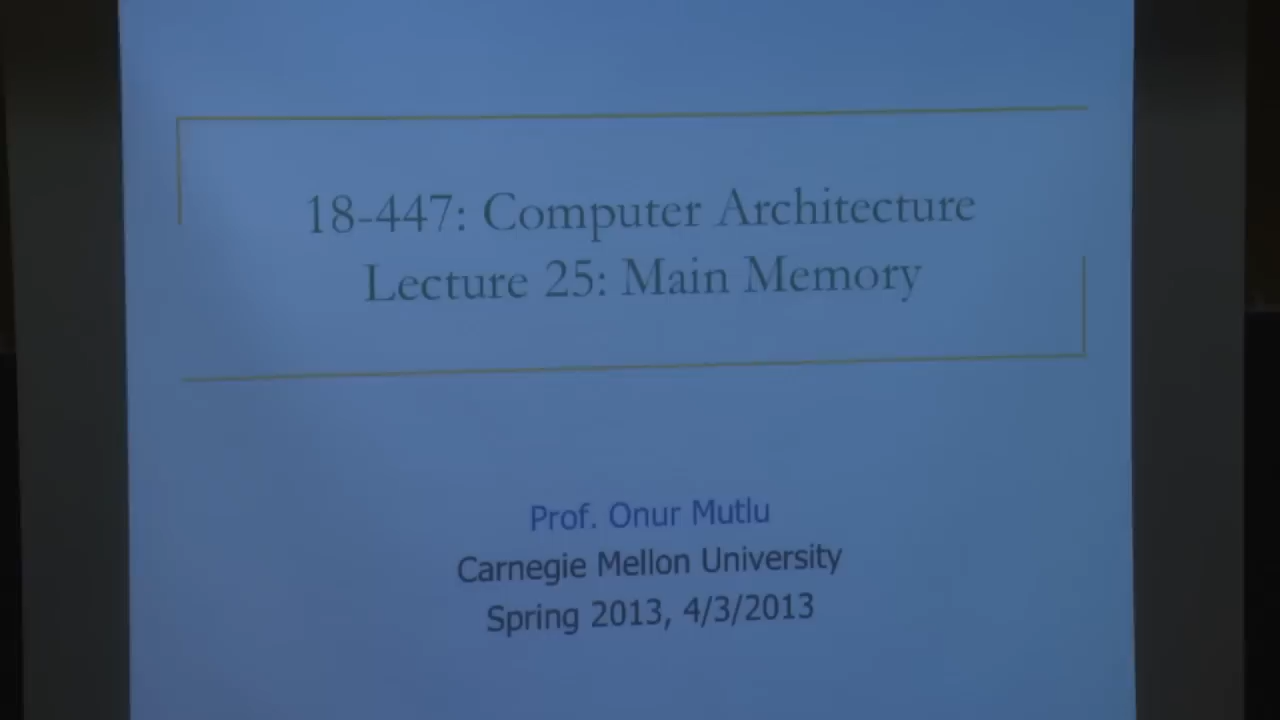 18-447: Computer Architecture
Lecture 25: Main Memory
Prof. Onur Mutlu
Carnegie Mellon University
Spring 2013, 4/3/2013